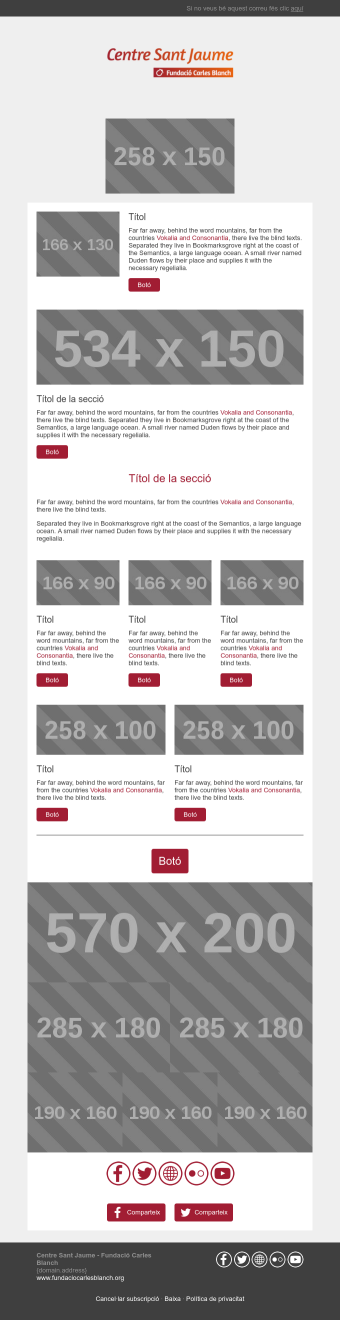 Si no veus bé aquest correu fés clic aquí
Centre Sant Jaume
Fundació Carles Blanch
258 x 150
166 x 130
Títol
Far far away, behind the word mountains, far from the
countries Vokalia and Consonantia, there live the blind texts.
Separated they live in Bookmarksgrove right at the coast of
the Semantics, a large language ocean. A small river named
Duden flows by their place and supplies it with the
necessary regelialia.
Botó
534 x 150
Títol de la secció
Far far away, behind the word mountains, far from the countries Vokalia and Consonantia,
there live the blind texts. Separated they live in Bookmarksgrove right at the coast of the
Semantics, a large language ocean. A small river named Duden flows by their place and
supplies it with the necessary regelialia.
Botó
Títol de la secció
Far far away, behind the word mountains, far from the countries Vokalia and Consonantia,
there live the blind texts.
Separated they live in Bookmarksgrove right at the coast of the Semantics, a large language
ocean. A small river named Duden flows by their place and supplies it with the necessary
regelialia.
166 x 90
166 x 90
166 x 90
Títol
Far far away, behind the
word mountains, far from the
countries Vokalia and
Consonantia, there live the
blind texts.
Botó
Títol
Far far away, behind the
word mountains, far from the
countries Vokalia and
Consonantia, there live the
blind texts.
Botó
Títol
Far far away, behind the
word mountains, far from the
countries Vokalia and
Consonantia, there live the
blind texts.
Botó
258 x 100
258 x 100
Títol
Far far away, behind the word mountains, far
from the countries Vokalia and Consonantia,
there live the blind texts.
Botó
Títol
Far far away, behind the word mountains, far
from the countries Vokalia and Consonantia,
there live the blind texts.
Botó
Botó
570 x 200
285 x 180
285 x 180
190 x 160
190 x 160
190 x 160
Comparteix
Comparteix
Centre Sant Jaume - Fundació Carles
Blanch
(domain address)
www.fundaciocarlesblanch.org
Cancel·lar subscripció · Baixa · Política de privacitat